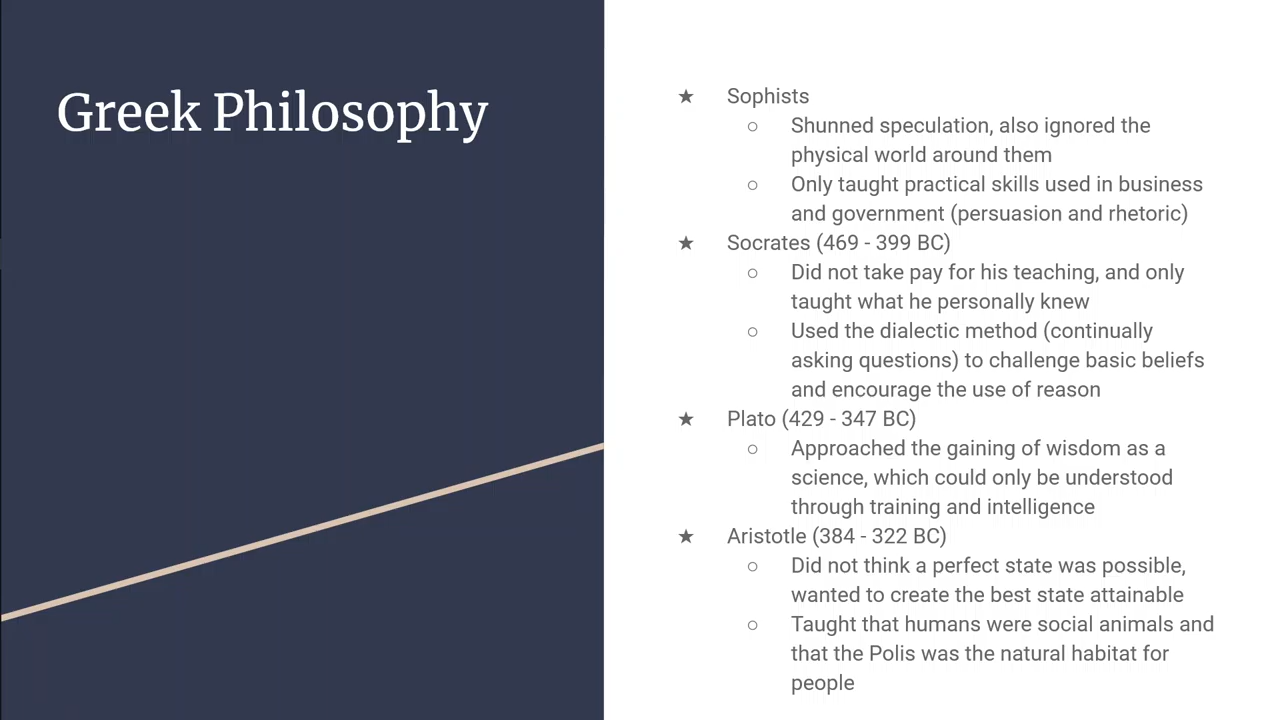 Greek Philosophy
★ Sophists
○ Shunned speculation, also ignored the
physical world around them
○ Only taught practical skills used in business
and government (persuasion and rhetoric)
★ Socrates (469 - 399 BC)
○ Did not take pay for his teaching, and only
taught what he personally knew
○ Used the dialectic method (continually
asking questions) to challenge basic beliefs
and encourage the use of reason
★ Plato (429 - 347 BC)
○ Approached the gaining of wisdom as a
science, which could only be understood
through training and intelligence
★ Aristotle (384 - 322 BC)
○ Did not think a perfect state was possible,
wanted to create the best state attainable
○ Taught that humans were social animals and
that the Polis was the natural habitat for
people